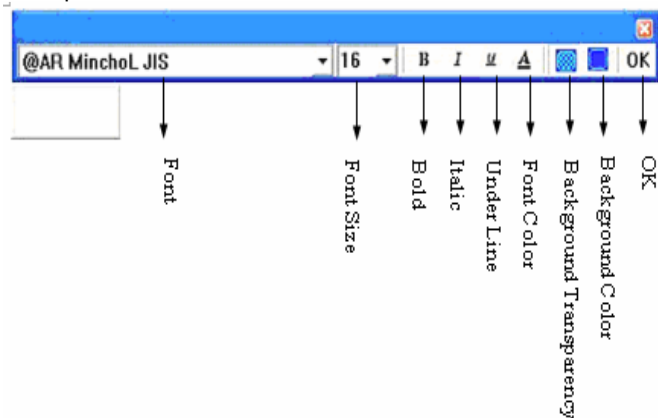 @AR MinchoL JIS
16
B
I
u
A
OK
Font
Font Size
Bold
Italic
Under Line
Font Color
Background Transparency
Background Color
OK